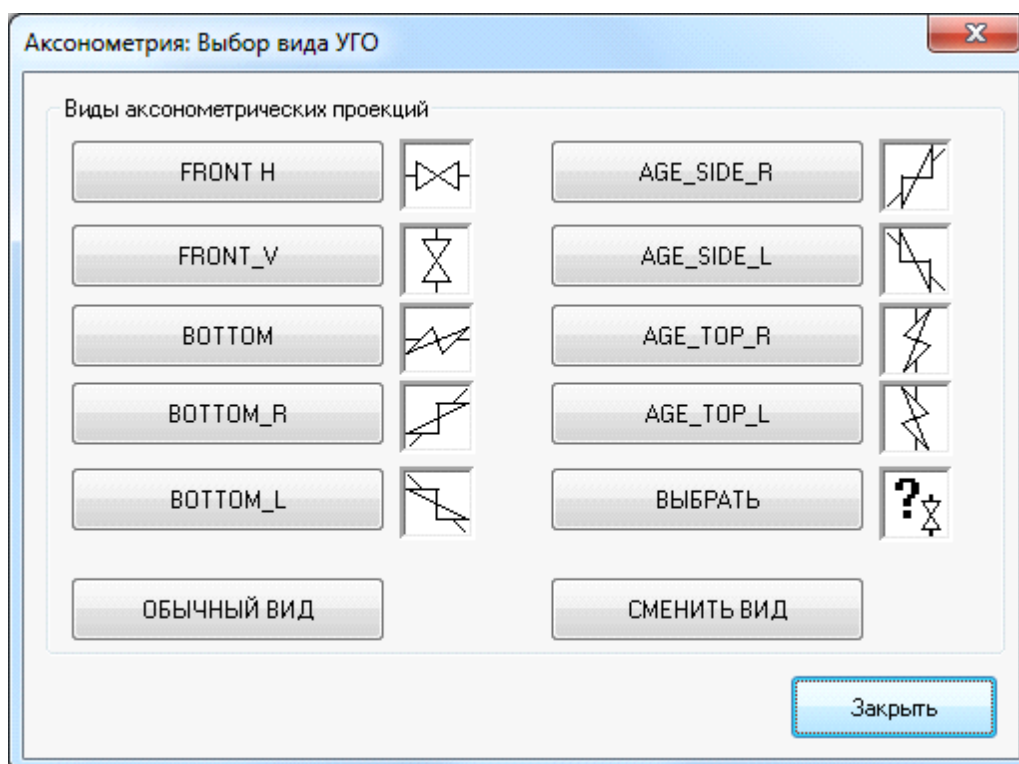 Аксонометрия: Выбор вида УГО
Виды аксонометрических проекций
FRONT H
AGE_SIDE_R
FRONT_V
AGE_SIDE_L
BOTTOM
AGE_TOP_R
BOTTOM_R
AGE_TOP_L
BOTTOM_L
ВЫБРАТЬ
?
ОБЫЧНЫЙ ВИД
СМЕНИТЬ ВИД
Закрыть